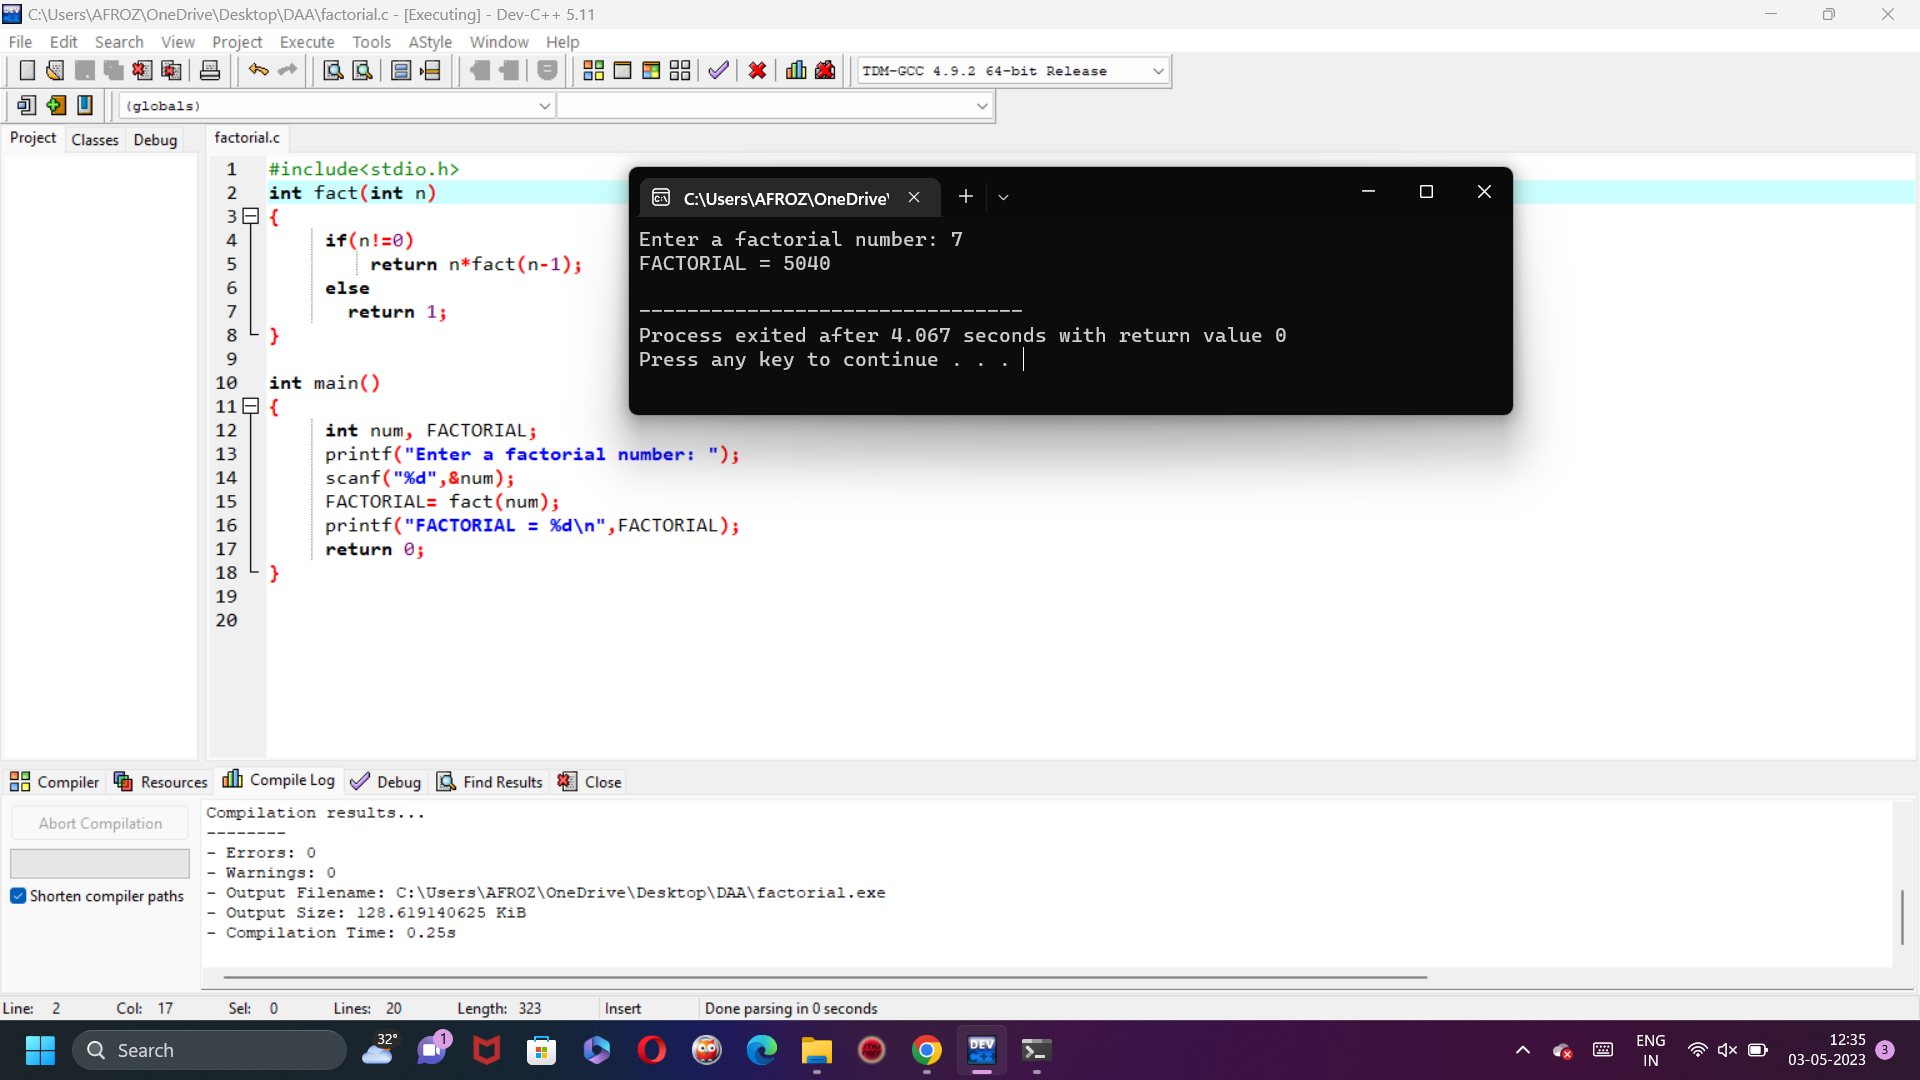 C:\Users\AFROZ\OneDrive\Desktop\DAA\factorial.c - [Executing] - Dev-C++ 5.11
File Edit Search View Project Execute Tools AStyle Window Help
TDM-GCC 4.9.2 64-bit Release
(globals)
Project Classes Debug
factorial.c
1 #include<stdio.h>
2 int fact(int n)
3 {
4 if(n!=0)
5 return n*fact(n-1);
6 else
7 return 1;
8 }
9
10 int main()
11 {
12 int num, FACTORIAL;
13 printf("Enter a factorial number: ");
14 scanf("%d",&num);
15 FACTORIAL= fact(num);
16 printf("FACTORIAL = %d\n",FACTORIAL);
17 return 0;
18 }
19
20
C:\Users\AFROZ\OneDrive\
Enter a factorial number: 7
FACTORIAL = 5040
--------------------------------
Process exited after 4.067 seconds with return value 0
Press any key to continue . . .
Compiler Resources Compile Log Debug Find Results Close
Abort Compilation
Shorten compiler paths
Compilation results...
--------
- Errors: 0
- Warnings: 0
- Output Filename: C:\Users\AFROZ\OneDrive\Desktop\DAA\factorial.exe
- Output Size: 128.619140625 KiB
- Compilation Time: 0.25s
Line: 2 Col: 17 Sel: 0 Lines: 20 Length: 323 Insert Done parsing in 0 seconds
Search
32°
1
DEV C++
ENG
IN
12:35
03-05-2023
3